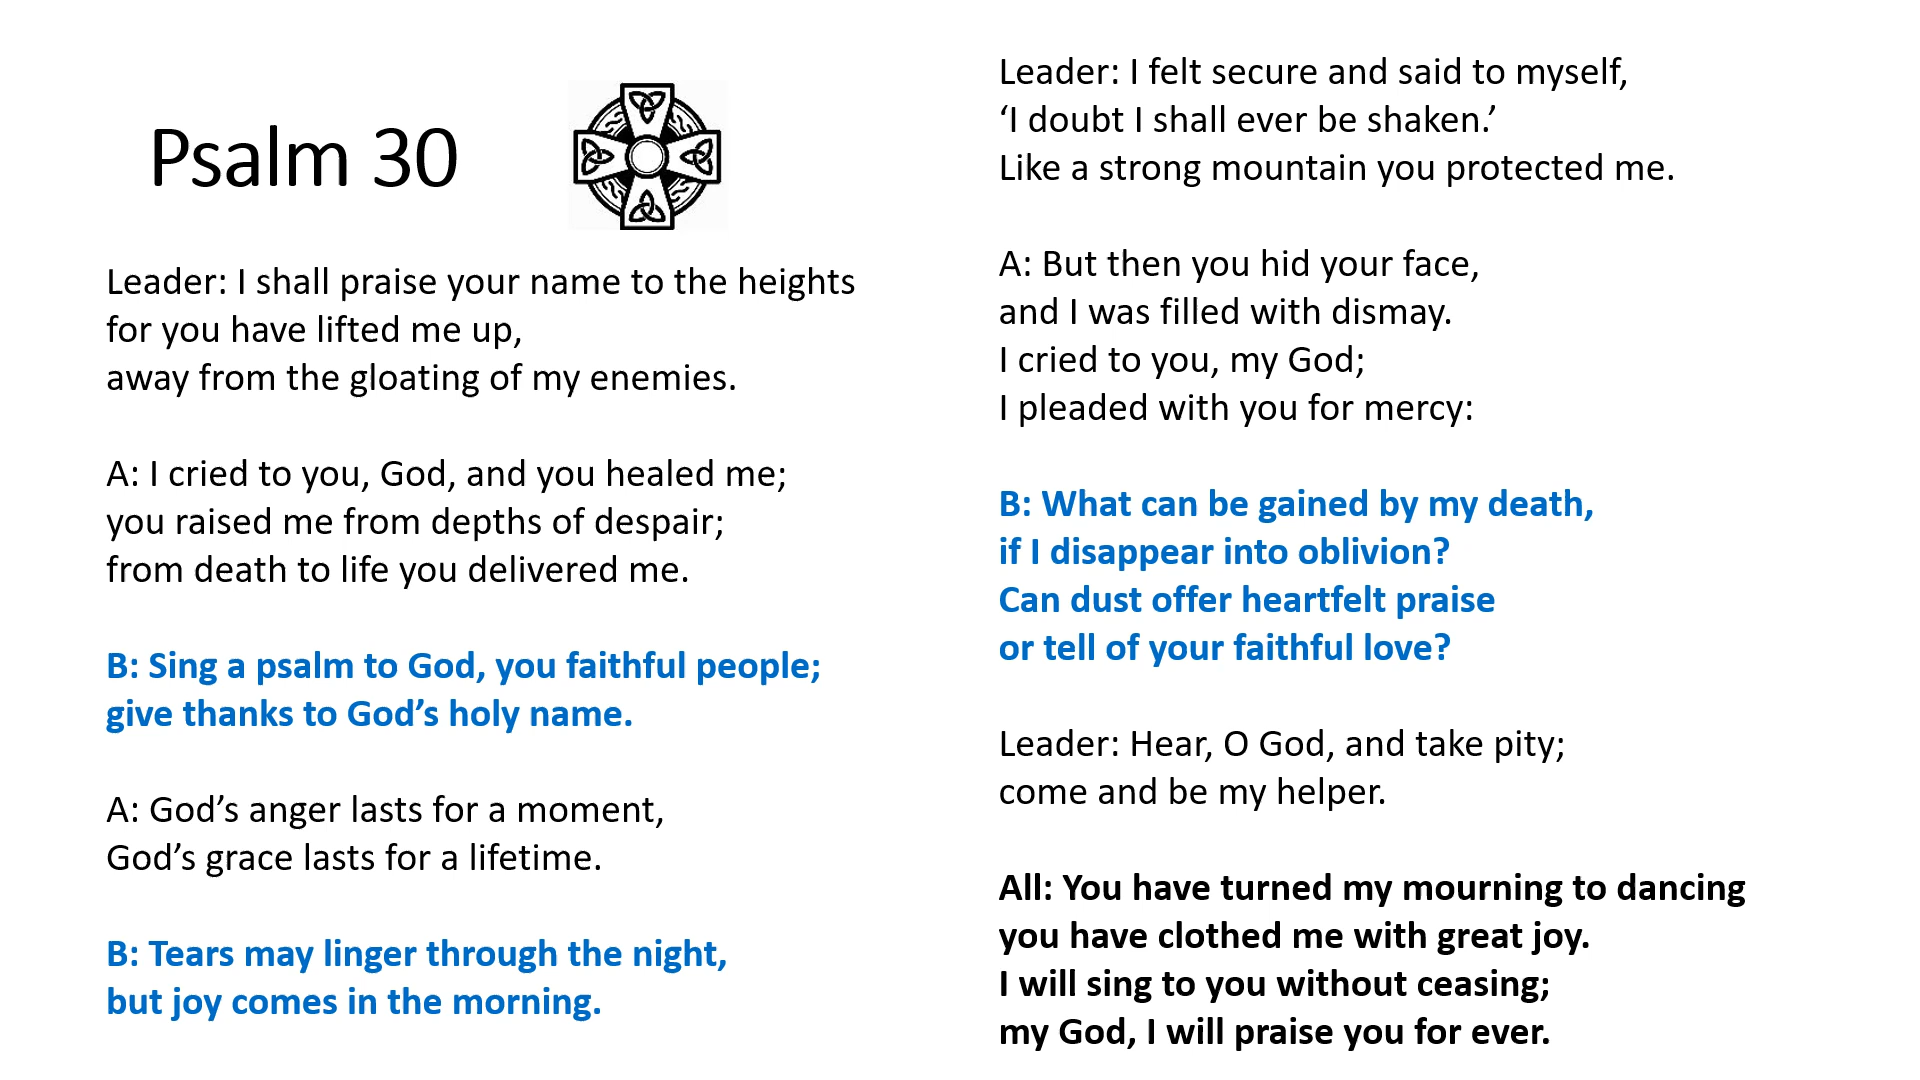 Psalm 30
Leader: I shall praise your name to the heights
for you have lifted me up,
away from the gloating of my enemies.
A: I cried to you, God, and you healed me;
you raised me from depths of despair;
from death to life you delivered me.
B: Sing a psalm to God, you faithful people;
give thanks to God’s holy name.
A: God’s anger lasts for a moment,
God’s grace lasts for a lifetime.
B: Tears may linger through the night,
but joy comes in the morning.
Leader: I felt secure and said to myself,
‘I doubt I shall ever be shaken.’
Like a strong mountain you protected me.
A: But then you hid your face,
and I was filled with dismay.
I cried to you, my God;
I pleaded with you for mercy:
B: What can be gained by my death,
if I disappear into oblivion?
Can dust offer heartfelt praise
or tell of your faithful love?
Leader: Hear, O God, and take pity;
come and be my helper.
All: You have turned my mourning to dancing
you have clothed me with great joy.
I will sing to you without ceasing;
my God, I will praise you for ever.